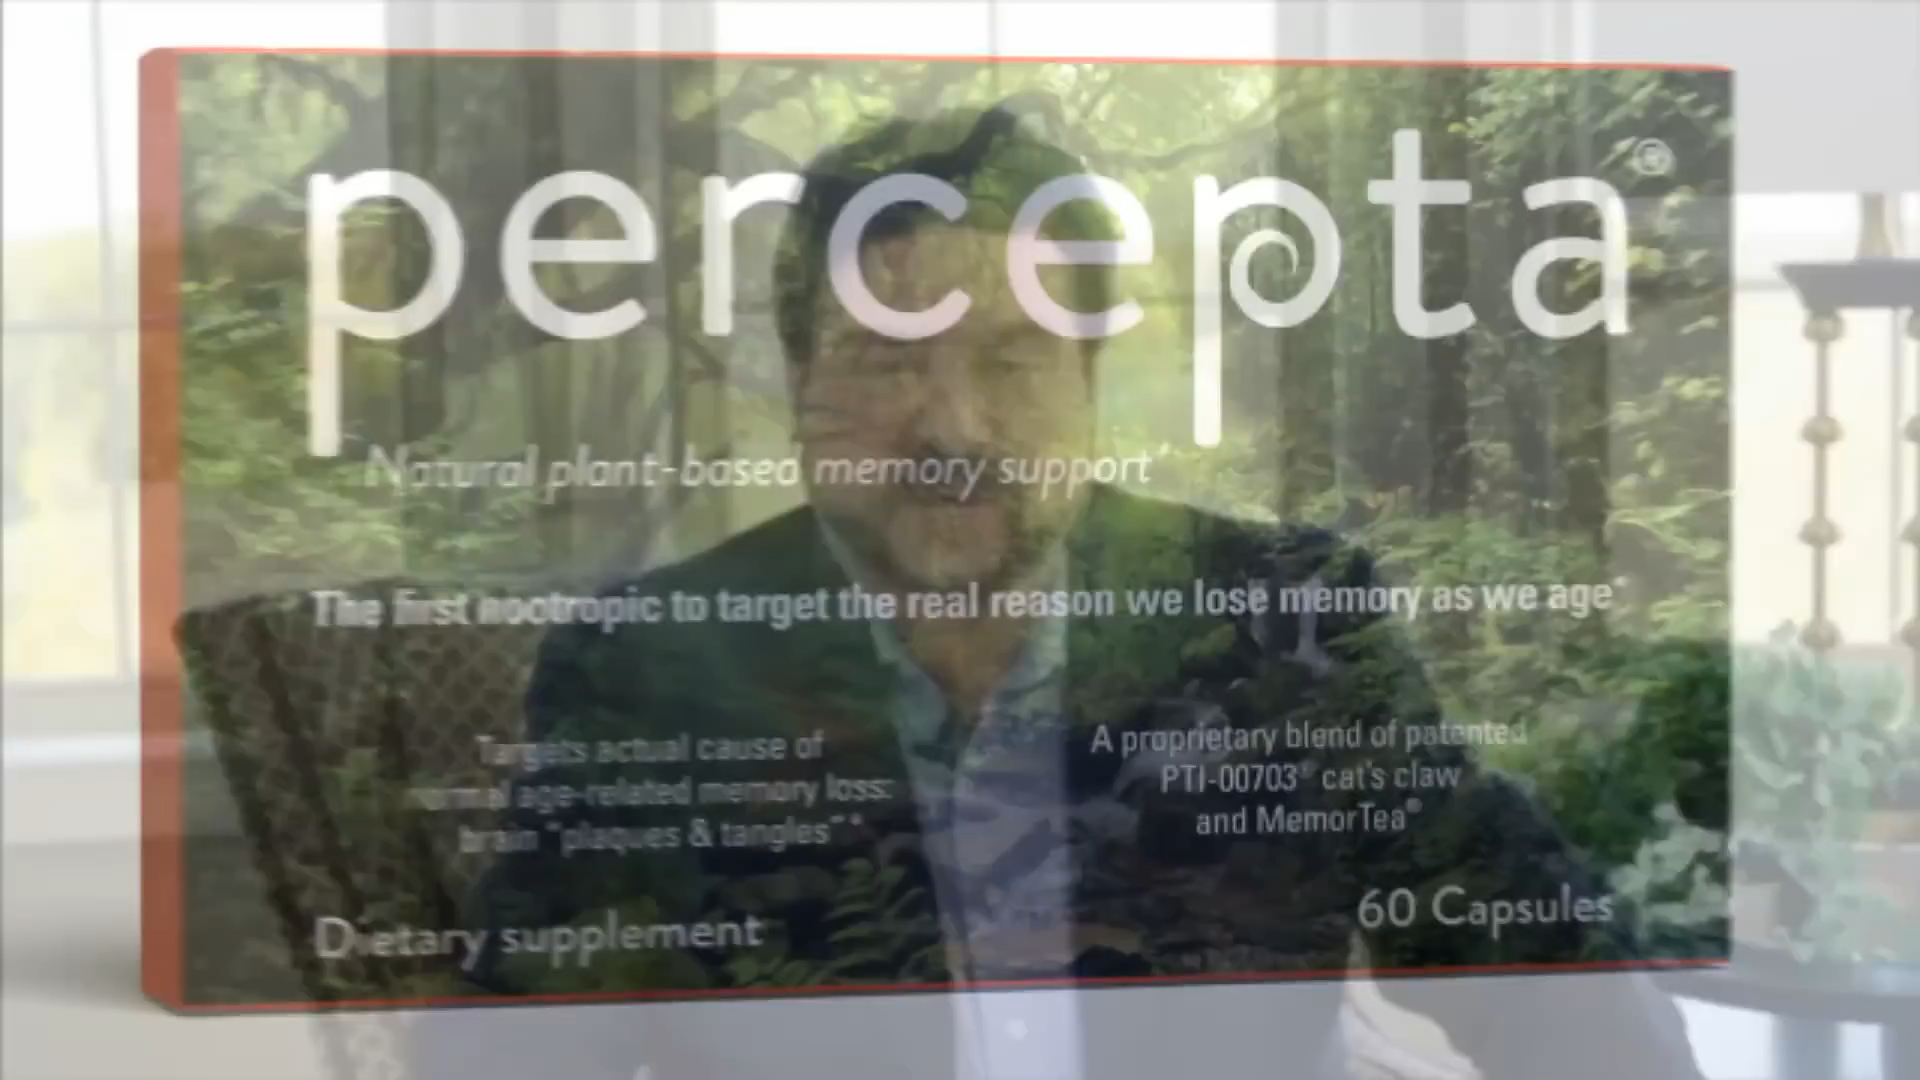 percepta®
Natural plant-based memory support
The first nootropic to target the real reason we lose memory as we age*
Targets actual cause of
normal age-related memory loss:
brain "plaques & tangles"*
A proprietary blend of patented
PTI-00703® cat's claw
and MemorTea®
Dietary supplement
60 Capsules